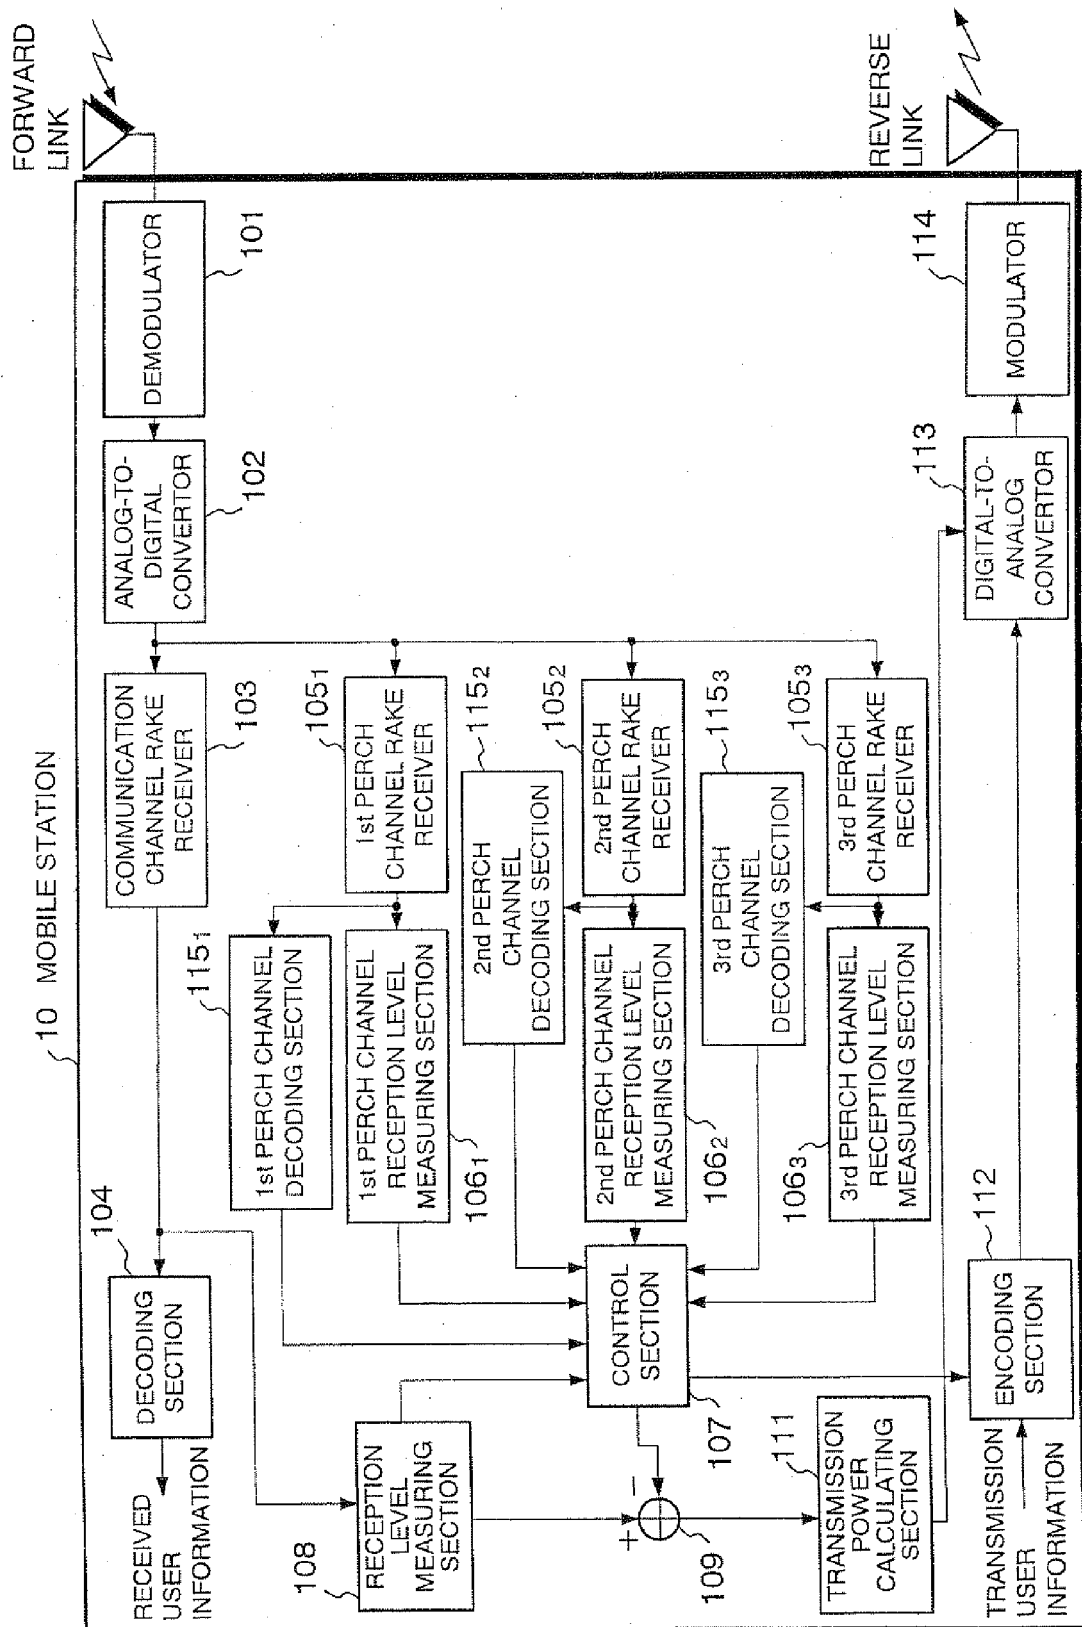 10 MOBILE STATION
FORWARD
LINK
DEMODULATOR
101
ANALOG-TO-
DIGITAL
CONVERTOR
102
COMMUNICATION
CHANNEL RAKE
RECEIVER
103
104
DECODING
SECTION
RECEIVED
USER
INFORMATION
1151
1st PERCH CHANNEL
DECODING SECTION
1051
1st PERCH
CHANNEL RAKE
RECEIVER
1st PERCH CHANNEL
RECEPTION LEVEL
MEASURING SECTION
1061
1152
2nd PERCH
CHANNEL
DECODING SECTION
1052
2nd PERCH
CHANNEL RAKE
RECEIVER
2nd PERCH CHANNEL
RECEPTION LEVEL
MEASURING SECTION
1062
1153
3rd PERCH
CHANNEL
DECODING SECTION
1053
3rd PERCH
CHANNEL RAKE
RECEIVER
3rd PERCH CHANNEL
RECEPTION LEVEL
MEASURING SECTION
1063
108
RECEPTION
LEVEL
MEASURING
SECTION
CONTROL
SECTION
107
+
−
109
111
TRANSMISSION
POWER
CALCULATING
SECTION
TRANSMISSION
USER
INFORMATION
112
ENCODING
SECTION
113
DIGITAL-TO-
ANALOG
CONVERTOR
114
MODULATOR
REVERSE
LINK